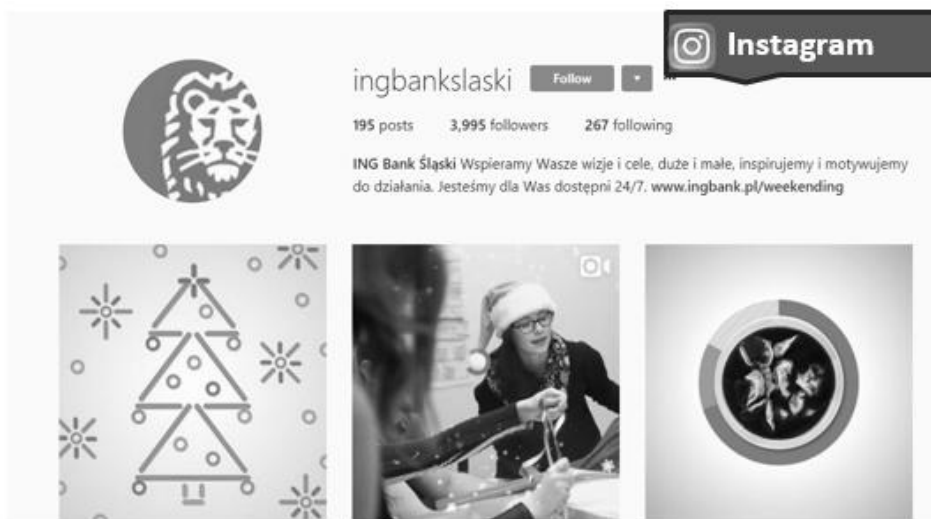 Instagram
ingbankslaski Follow
195 posts 3,995 followers 267 following
ING Bank Śląski Wspieramy Wasze wizje i cele, duże i małe, inspirujemy i motywujemy
do działania. Jesteśmy dla Was dostępni 24/7. www.ingbank.pl/weekending